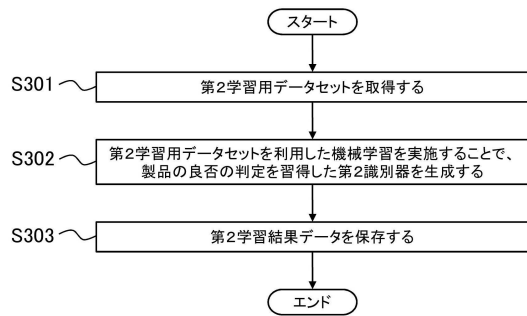 スタート
S301
第2学習用データセットを取得する
S302
第2学習用データセットを利用した機械学習を実施することで、
製品の良否の判定を習得した第2識別器を生成する
S303
第2学習結果データを保存する
エンド